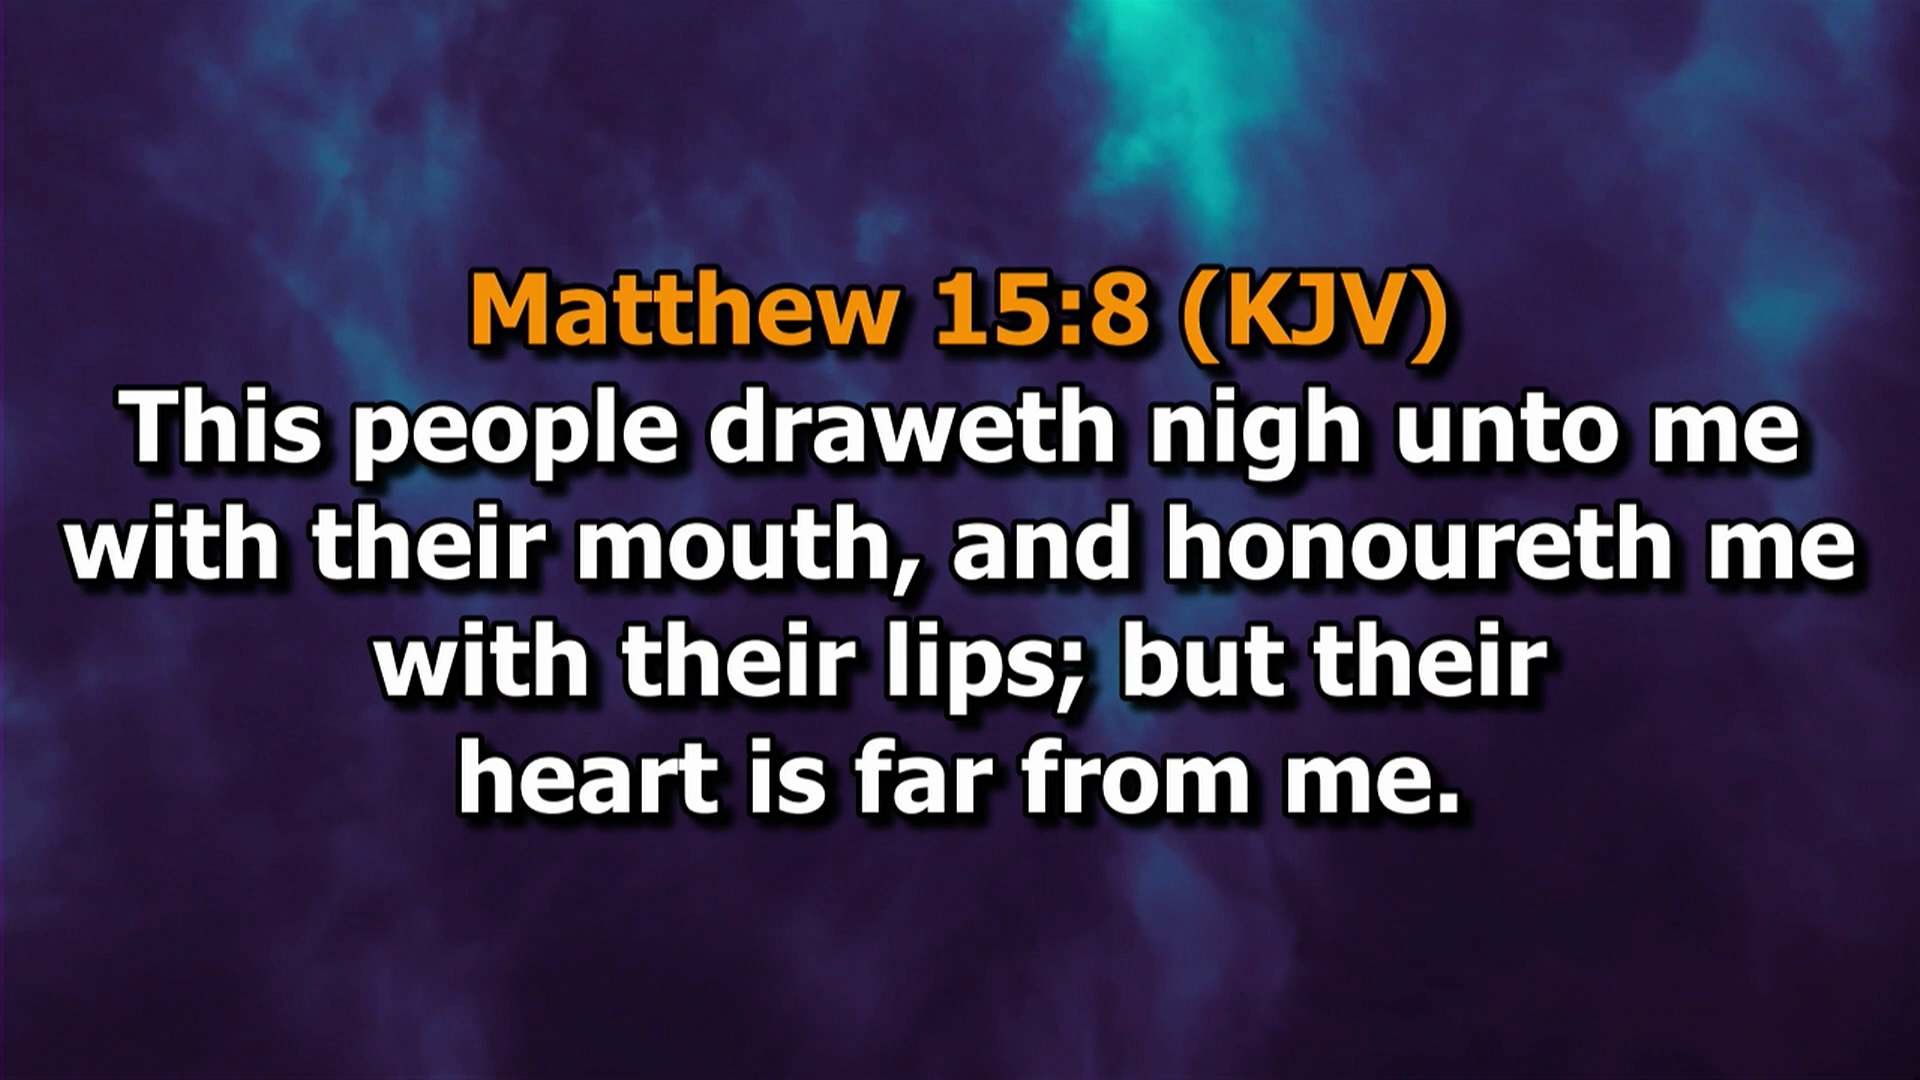 Matthew 15:8 (KJV)
This people draweth nigh unto me
with their mouth, and honoureth me
with their lips; but their
heart is far from me.